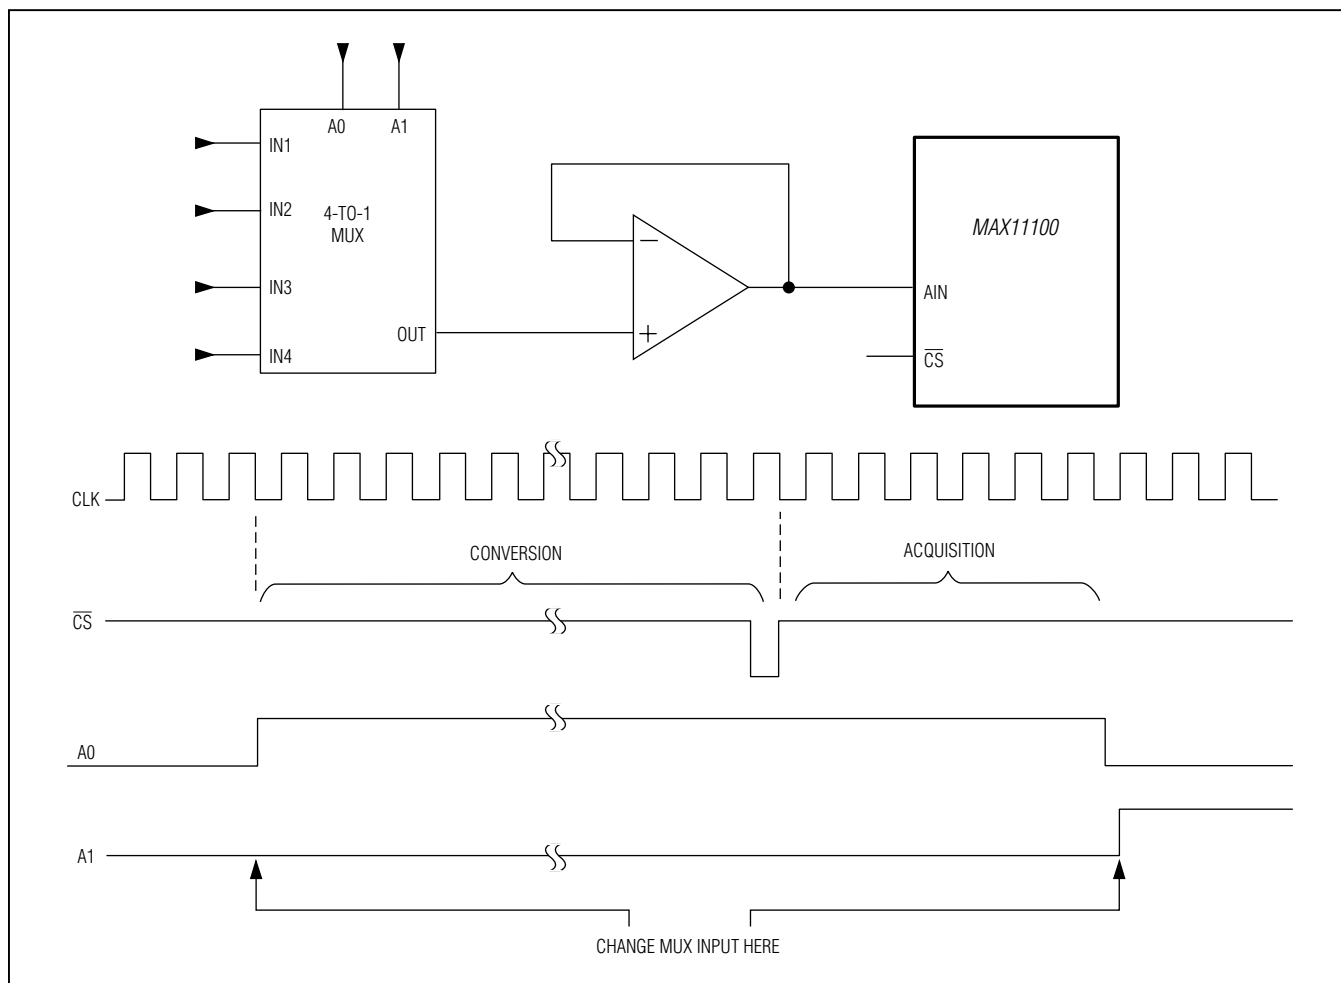 A0
A1
IN1
IN2
4-TO-1
MUX
IN3
OUT
IN4
−
+
MAX11100
AIN
CS
CLK
CONVERSION
ACQUISITION
CS
A0
A1
CHANGE MUX INPUT HERE